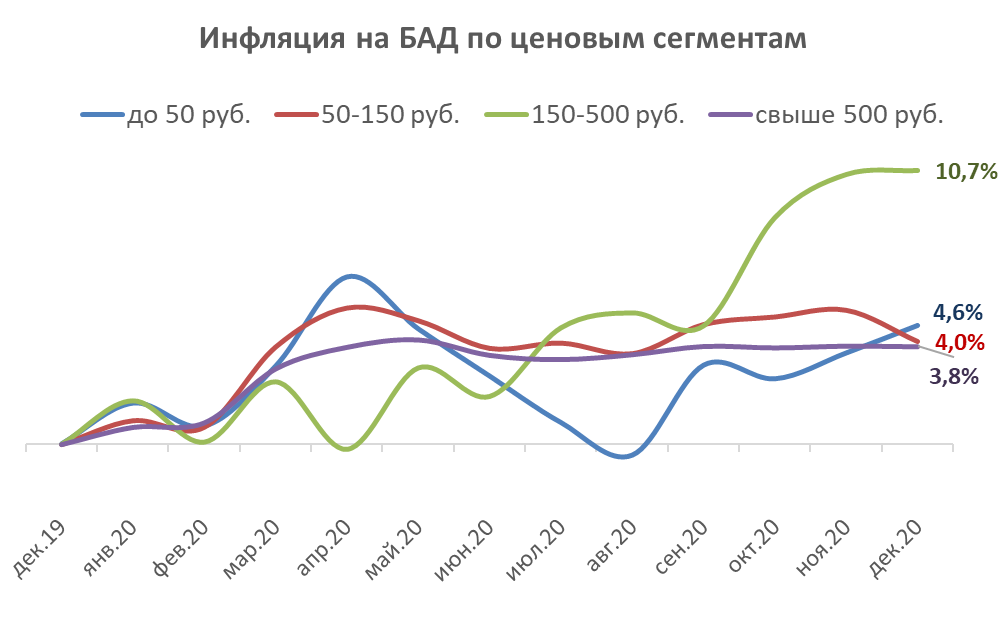 Инфляция на БАД по ценовым сегментам
до 50 руб. 50-150 руб. 150-500 руб. свыше 500 руб.
10,7%
4,6%
4,0%
3,8%
дек.19 янв.20 фев.20 мар.20 апр.20 май.20 июн.20 июл.20 авг.20 сен.20 окт.20 ноя.20 дек.20